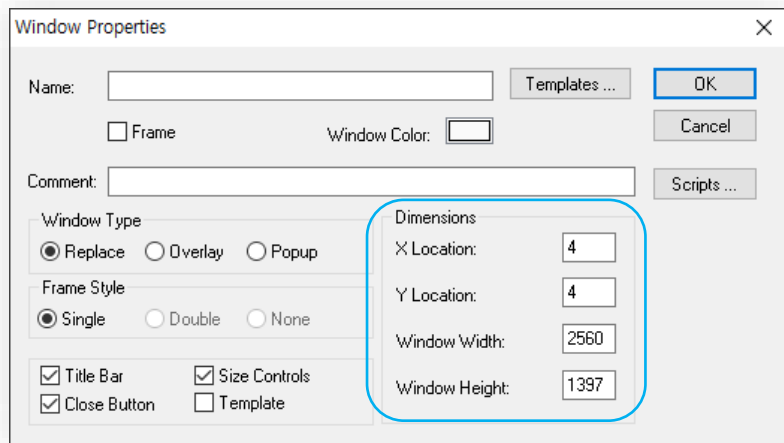 Window Properties
Name:
Templates ...
OK
Frame
Window Color:
Cancel
Comment:
Scripts ...
Window Type
Replace
Overlay
Popup
Frame Style
Single
Double
None
Title Bar
Size Controls
Close Button
Template
Dimensions
X Location: 4
Y Location: 4
Window Width: 2560
Window Height: 1397